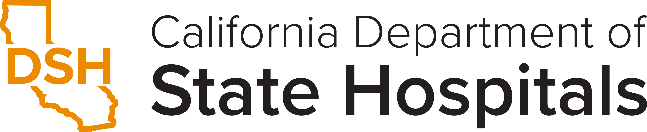 DSH
California Department of
State Hospitals